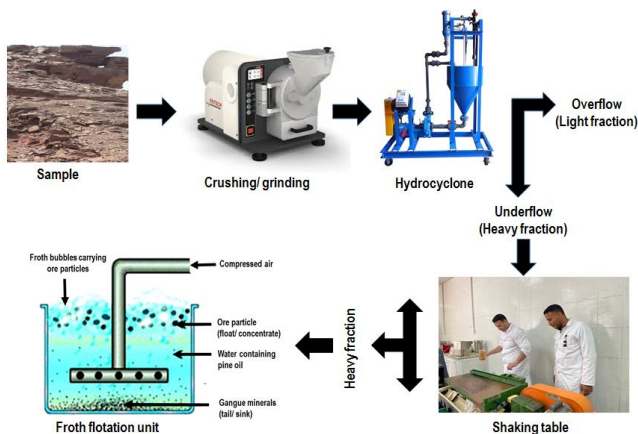 Sample
Crushing/ grinding
Hydrocyclone
Overflow
(Light fraction)
Underflow
(Heavy fraction)
Froth bubbles carrying
ore particles
Compressed air
Ore particle
(float/ concentrate)
Water containing
pine oil
Gangue minerals
(tail/ sink)
Froth flotation unit
Heavy fraction
Shaking table